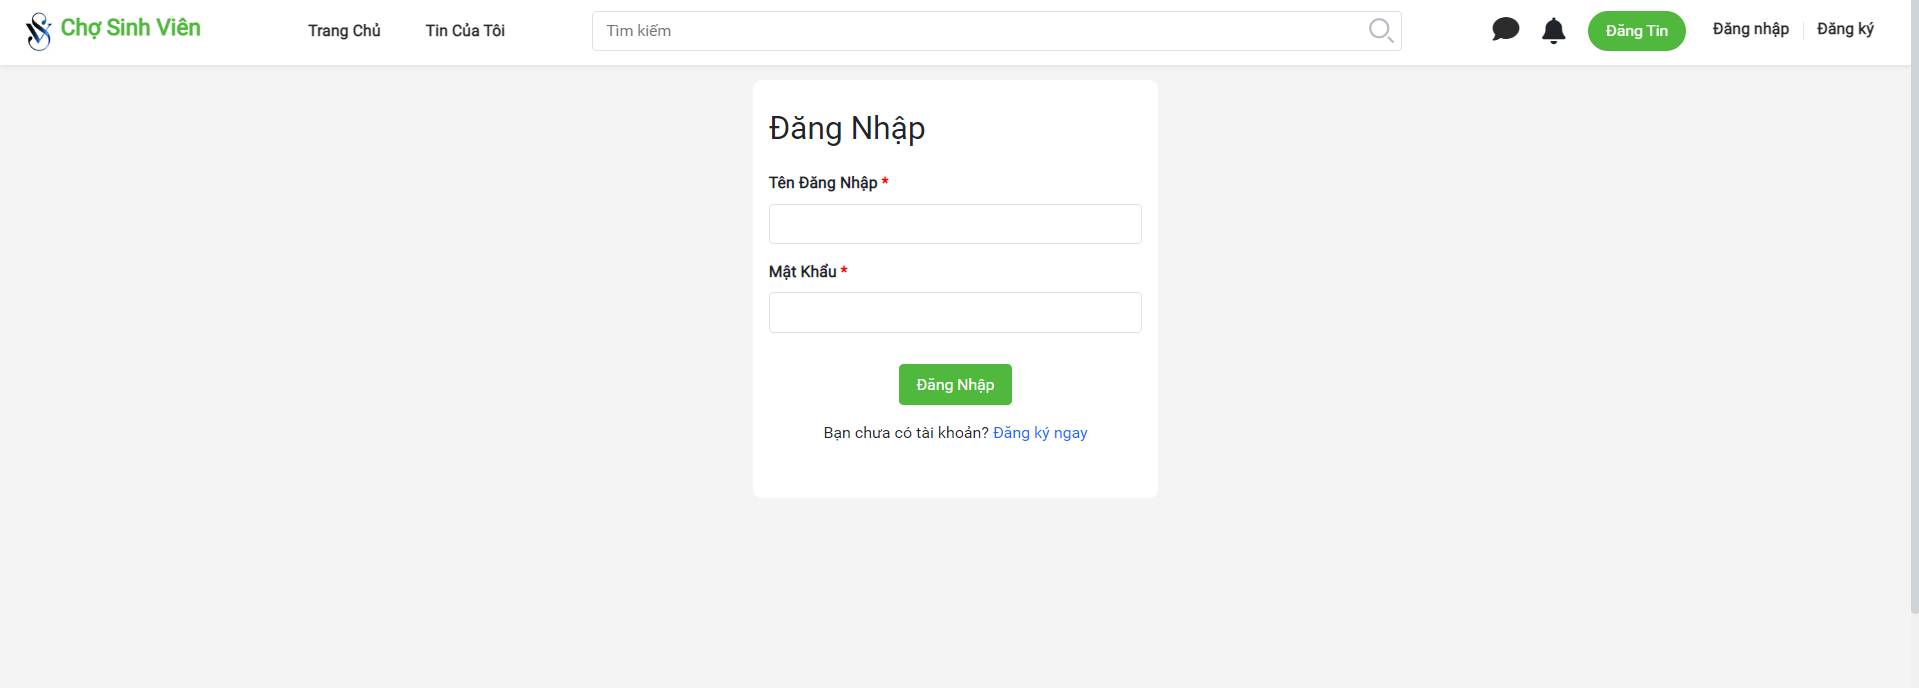 Chợ Sinh Viên
Trang Chủ
Tin Của Tôi
Tìm kiếm
Đăng Tin
Đăng nhập
Đăng ký
Đăng Nhập
Tên Đăng Nhập *
Mật Khẩu *
Đăng Nhập
Bạn chưa có tài khoản? Đăng ký ngay